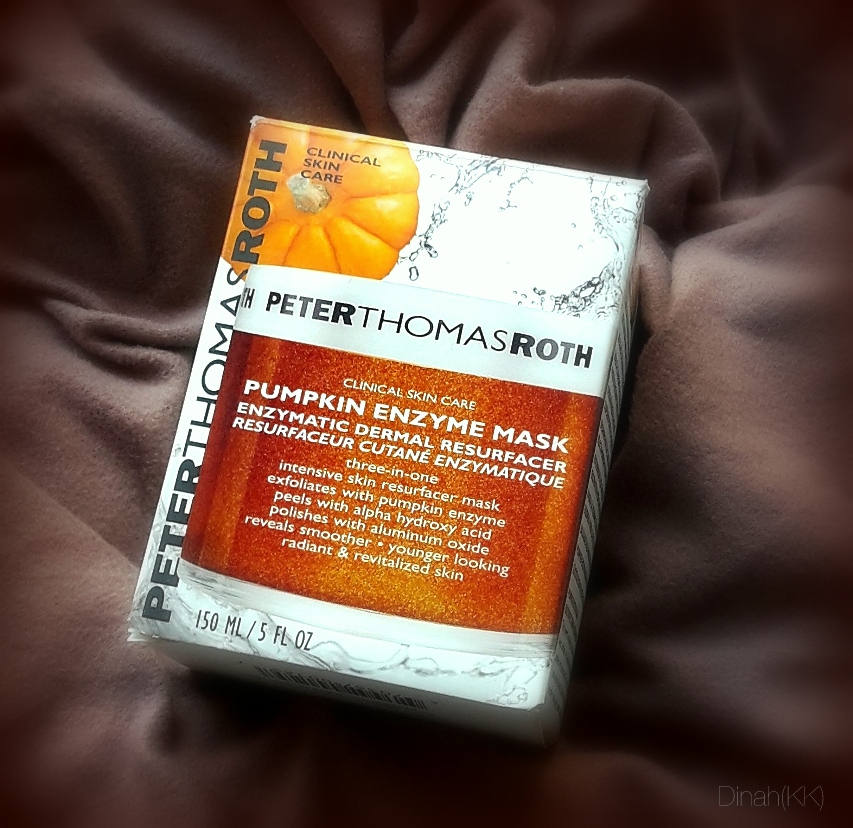 CLINICAL
SKIN
CARE
PETERTHOMASROTH
TH PETERTHOMASROTH
CLINICAL SKIN CARE
PUMPKIN ENZYME MASK
ENZYMATIC DERMAL RESURFACER
RESURFACEUR CUTANÉ ENZYMATIQUE
three-in-one
intensive skin resurfacer mask
exfoliates with pumpkin enzyme
peels with alpha hydroxy acid
polishes with aluminum oxide
reveals smoother • younger looking
radiant & revitalized skin
150 ML / 5 FL OZ
Dinah(KK)